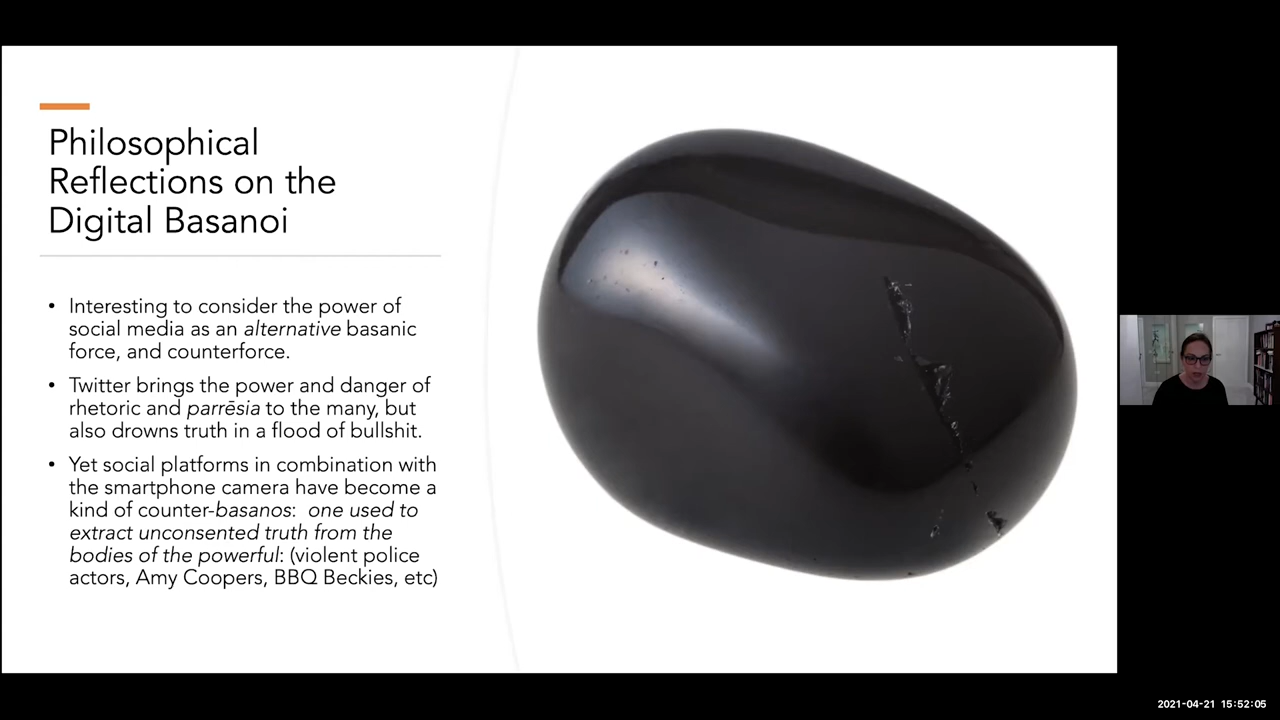 Philosophical
Reflections on the
Digital Basanoi
• Interesting to consider the power of
social media as an alternative basanic
force, and counterforce.
• Twitter brings the power and danger of
rhetoric and parrēsia to the many, but
also drowns truth in a flood of bullshit.
• Yet social platforms in combination with
the smartphone camera have become a
kind of counter-basanos:  one used to
extract unconsented truth from the
bodies of the powerful: (violent police
actors, Amy Coopers, BBQ Beckies, etc)
2021-04-21 15:52:05